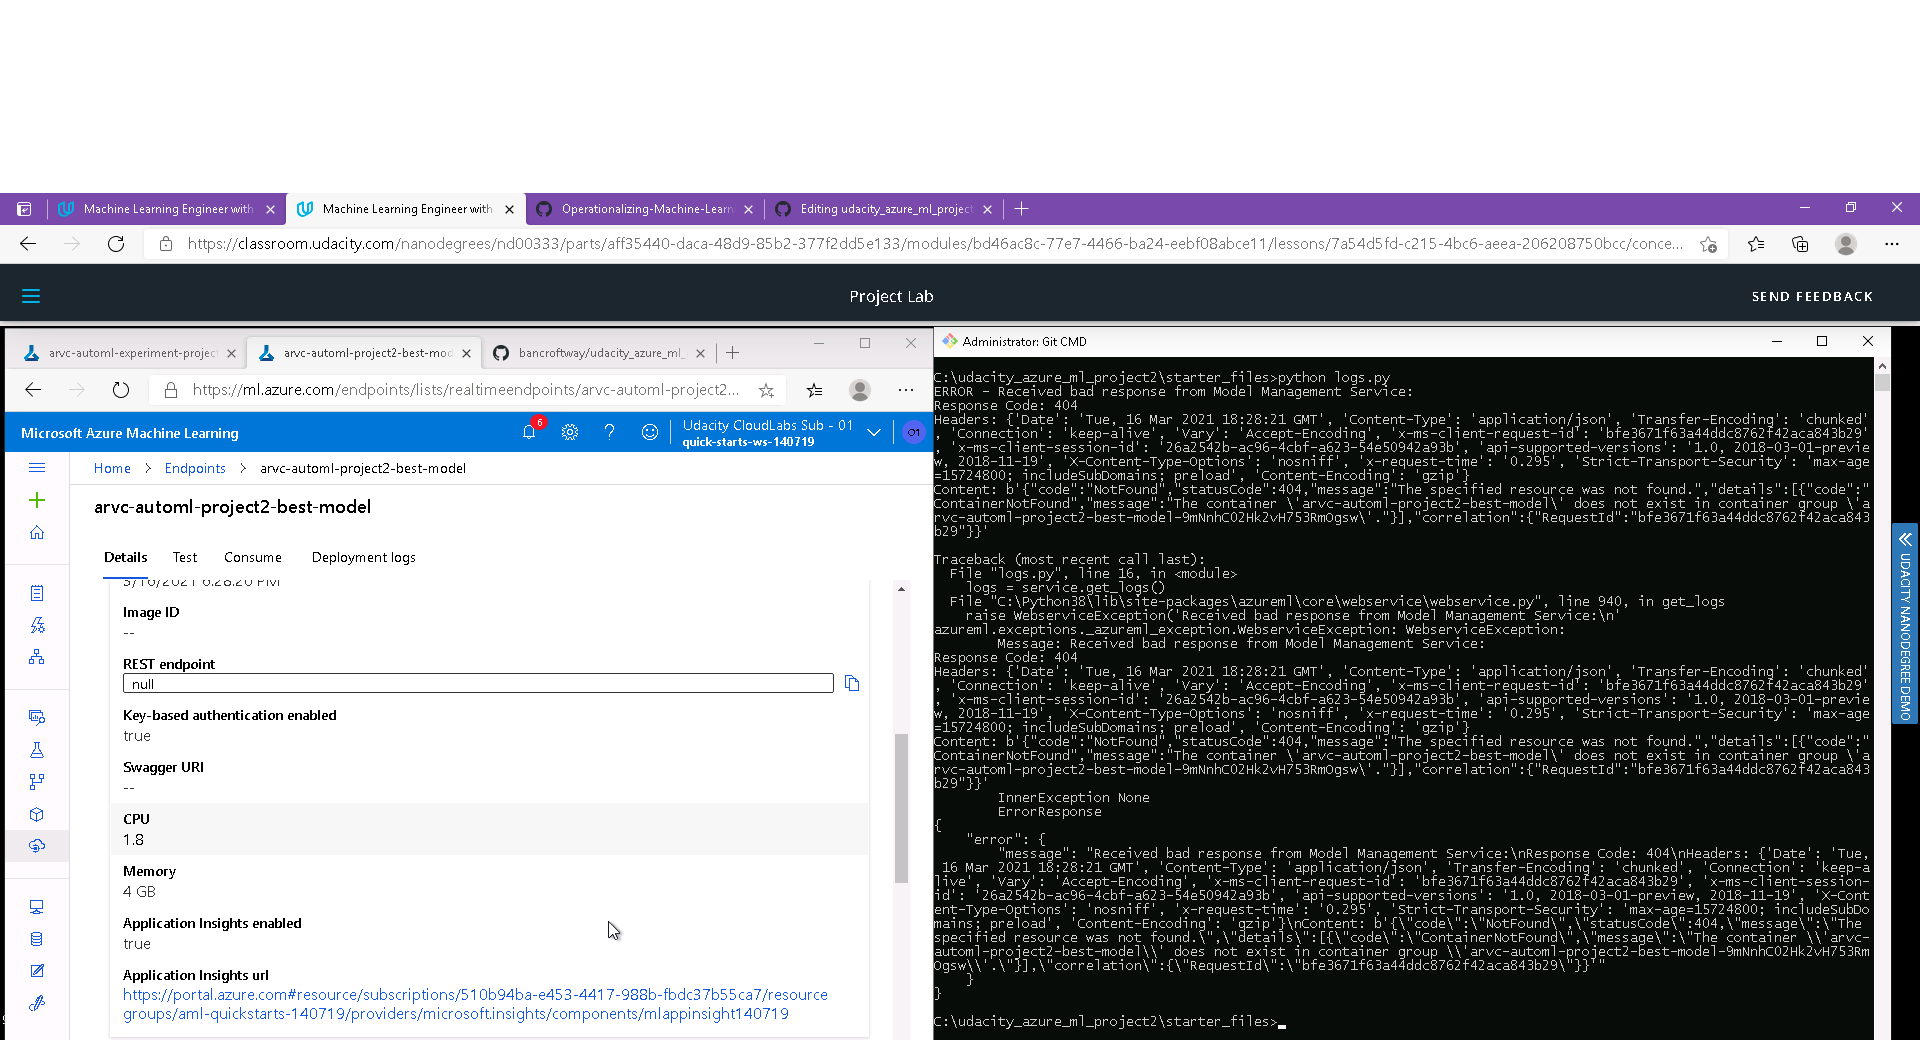 Machine Learning Engineer with
Machine Learning Engineer with
Operationalizing-Machine-Learn
Editing udacity_azure_ml_project
https://classroom.udacity.com/nanodegrees/nd00333/parts/aff35440-daca-48d9-85b2-377f2dd5e133/modules/bd46ac8c-77e7-4466-ba24-eebf08abce11/lessons/7a54d5fd-c215-4bc6-aeea-206208750bcc/conce...
Project Lab
SEND FEEDBACK
arvc-automl-experiment-project
arvc-automl-project2-best-mod
bancroftway/udacity_azure_ml_
https://ml.azure.com/endpoints/lists/realtimeendpoints/arvc-automl-project2...
Microsoft Azure Machine Learning
6
Udacity CloudLabs Sub - 01
quick-starts-ws-140719
O1
Home > Endpoints > arvc-automl-project2-best-model
arvc-automl-project2-best-model
Details Test Consume Deployment logs
3/16/2021 6:28:20 PM
Image ID
--
REST endpoint
null
Key-based authentication enabled
true
Swagger URI
--
CPU
1.8
Memory
4 GB
Application Insights enabled
true
Application Insights url
https://portal.azure.com#resource/subscriptions/510b94ba-e453-4417-988b-fbdc37b55ca7/resource
groups/aml-quickstarts-140719/providers/microsoft.insights/components/mlappinsight140719
Administrator: Git CMD
C:\udacity_azure_ml_project2\starter_files>python logs.py
ERROR - Received bad response from Model Management Service:
Response Code: 404
Headers: {'Date': 'Tue, 16 Mar 2021 18:28:21 GMT', 'Content-Type': 'application/json', 'Transfer-Encoding': 'chunked'
, 'Connection': 'keep-alive', 'Vary': 'Accept-Encoding', 'x-ms-client-request-id': 'bfe3671f63a44ddc8762f42aca843b29'
, 'x-ms-client-session-id': '26a2542b-ac96-4cbf-a623-54e50942a93b', 'api-supported-versions': '1.0, 2018-03-01-previe
w, 2018-11-19', 'X-Content-Type-Options': 'nosniff', 'x-request-time': '0.295', 'Strict-Transport-Security': 'max-age
=15724800; includeSubDomains; preload', 'Content-Encoding': 'gzip'}
Content: b'{"code":"NotFound","statusCode":404,"message":"The specified resource was not found.","details":[{"code":"
ContainerNotFound","message":"The container \'arvc-automl-project2-best-model\' does not exist in container group \'a
rvc-automl-project2-best-model-9mNnhC02Hk2vH753RmOgsw\'."}],"correlation":{"RequestId":"bfe3671f63a44ddc8762f42aca843
b29"}}'
Traceback (most recent call last):
File "logs.py", line 16, in <module>
logs = service.get_logs()
File "C:\Python38\lib\site-packages\azureml\core\webservice\webservice.py", line 940, in get_logs
raise WebserviceException('Received bad response from Model Management Service:\n'
azureml.exceptions._azureml_exception.WebserviceException: WebserviceException:
Message: Received bad response from Model Management Service:
Response Code: 404
Headers: {'Date': 'Tue, 16 Mar 2021 18:28:21 GMT', 'Content-Type': 'application/json', 'Transfer-Encoding': 'chunked'
, 'Connection': 'keep-alive', 'Vary': 'Accept-Encoding', 'x-ms-client-request-id': 'bfe3671f63a44ddc8762f42aca843b29'
, 'x-ms-client-session-id': '26a2542b-ac96-4cbf-a623-54e50942a93b', 'api-supported-versions': '1.0, 2018-03-01-previe
w, 2018-11-19', 'X-Content-Type-Options': 'nosniff', 'x-request-time': '0.295', 'Strict-Transport-Security': 'max-age
=15724800; includeSubDomains; preload', 'Content-Encoding': 'gzip'}
Content: b'{"code":"NotFound","statusCode":404,"message":"The specified resource was not found.","details":[{"code":"
ContainerNotFound","message":"The container \'arvc-automl-project2-best-model\' does not exist in container group \'a
rvc-automl-project2-best-model-9mNnhC02Hk2vH753RmOgsw\'."}],"correlation":{"RequestId":"bfe3671f63a44ddc8762f42aca843
b29"}}'
InnerException None
ErrorResponse
{
"error": {
"message": "Received bad response from Model Management Service:\nResponse Code: 404\nHeaders: {'Date': 'Tue,
16 Mar 2021 18:28:21 GMT', 'Content-Type': 'application/json', 'Transfer-Encoding': 'chunked', 'Connection': 'keep-a
live', 'Vary': 'Accept-Encoding', 'x-ms-client-request-id': 'bfe3671f63a44ddc8762f42aca843b29', 'x-ms-client-session-
id': '26a2542b-ac96-4cbf-a623-54e50942a93b', 'api-supported-versions': '1.0, 2018-03-01-preview, 2018-11-19', 'X-Cont
ent-Type-Options': 'nosniff', 'x-request-time': '0.295', 'Strict-Transport-Security': 'max-age=15724800; includeSubDo
mains; preload', 'Content-Encoding': 'gzip'}\nContent: b'{\"code\":\"NotFound\",\"statusCode\":404,\"message\":\"The
specified resource was not found.\",\"details\":[{\"code\":\"ContainerNotFound\",\"message\":\"The container \\'arvc-
automl-project2-best-model\\' does not exist in container group \\'arvc-automl-project2-best-model-9mNnhC02Hk2vH753Rm
Ogsw\\'.\"}],\"correlation\":{\"RequestId\":\"bfe3671f63a44ddc8762f42aca843b29\"}}'"
}
}
C:\udacity_azure_ml_project2\starter_files>
UDACITY NANODEGREE DEMO